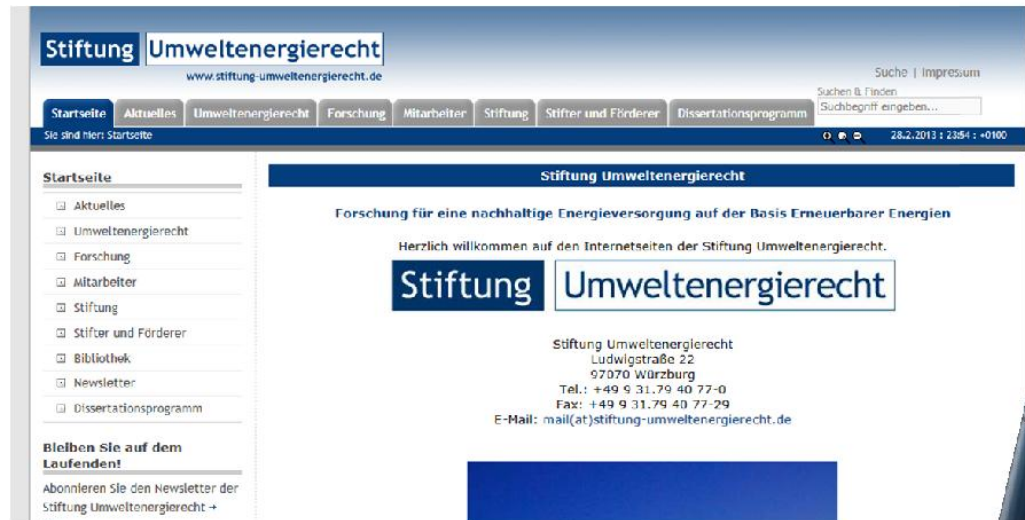 Stiftung Umweltenergierecht
www.stiftung-umweltenergierecht.de
Suche | Impressum
Suchen & Finden
Suchbegriff eingeben...
Startseite Aktuelles Umweltenergierecht Forschung Mitarbeiter Stiftung Stifter und Förderer Dissertationsprogramm
Sie sind hier: Startseite
28.2.2013 : 23:54 : +0100
Startseite
Aktuelles
Umweltenergierecht
Forschung
Mitarbeiter
Stiftung
Stifter und Förderer
Bibliothek
Newsletter
Dissertationsprogramm
Bleiben Sie auf dem
Laufenden!
Abonnieren Sie den Newsletter der
Stiftung Umweltenergierecht →
Stiftung Umweltenergierecht
Forschung für eine nachhaltige Energieversorgung auf der Basis Erneuerbarer Energien
Herzlich willkommen auf den Internetseiten der Stiftung Umweltenergierecht.
Stiftung Umweltenergierecht
Stiftung Umweltenergierecht
Ludwigstraße 22
97070 Würzburg
Tel.: +49 9 31.79 40 77-0
Fax: +49 9 31.79 40 77-29
E-Mail: mail(at)stiftung-umweltenergierecht.de